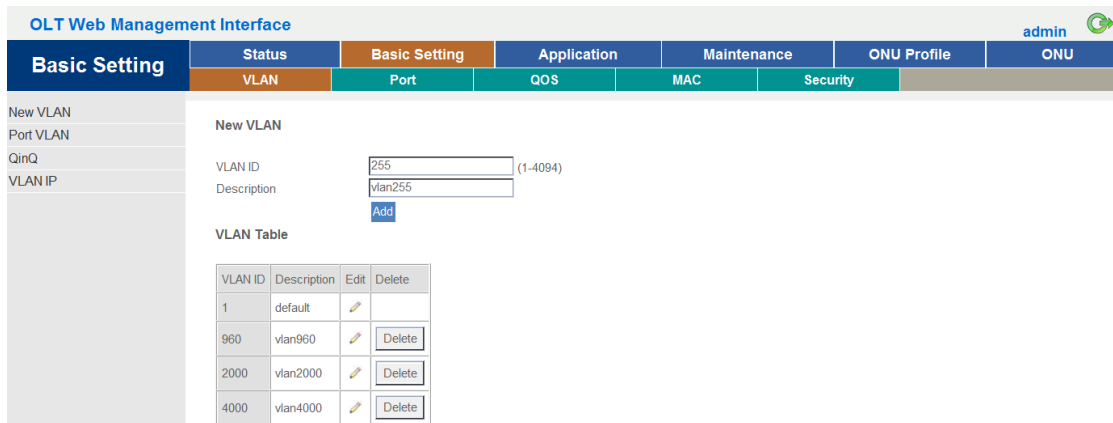 OLT Web Management Interface
admin
Basic Setting
Status Basic Setting Application Maintenance ONU Profile ONU
VLAN Port QOS MAC Security
New VLAN
Port VLAN
QinQ
VLAN IP
New VLAN
VLAN ID 255 (1-4094)
Description vlan255
Add
VLAN Table
VLAN ID Description Edit Delete
1 default
960 vlan960 Delete
2000 vlan2000 Delete
4000 vlan4000 Delete